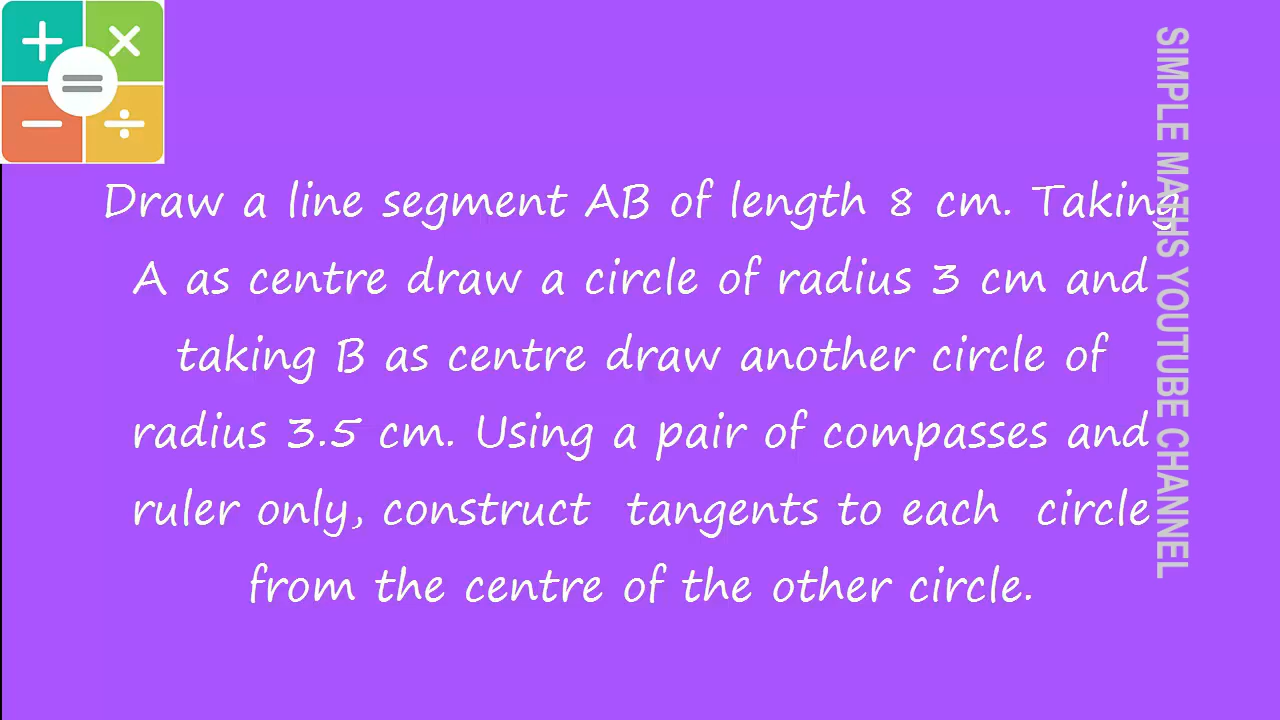 Draw a line segment AB of length 8 cm. Taking
A as centre draw a circle of radius 3 cm and
taking B as centre draw another circle of
radius 3.5 cm. Using a pair of compasses and
ruler only, construct tangents to each circle
from the centre of the other circle.
SIMPLE MATHS YOUTUBE CHANNEL